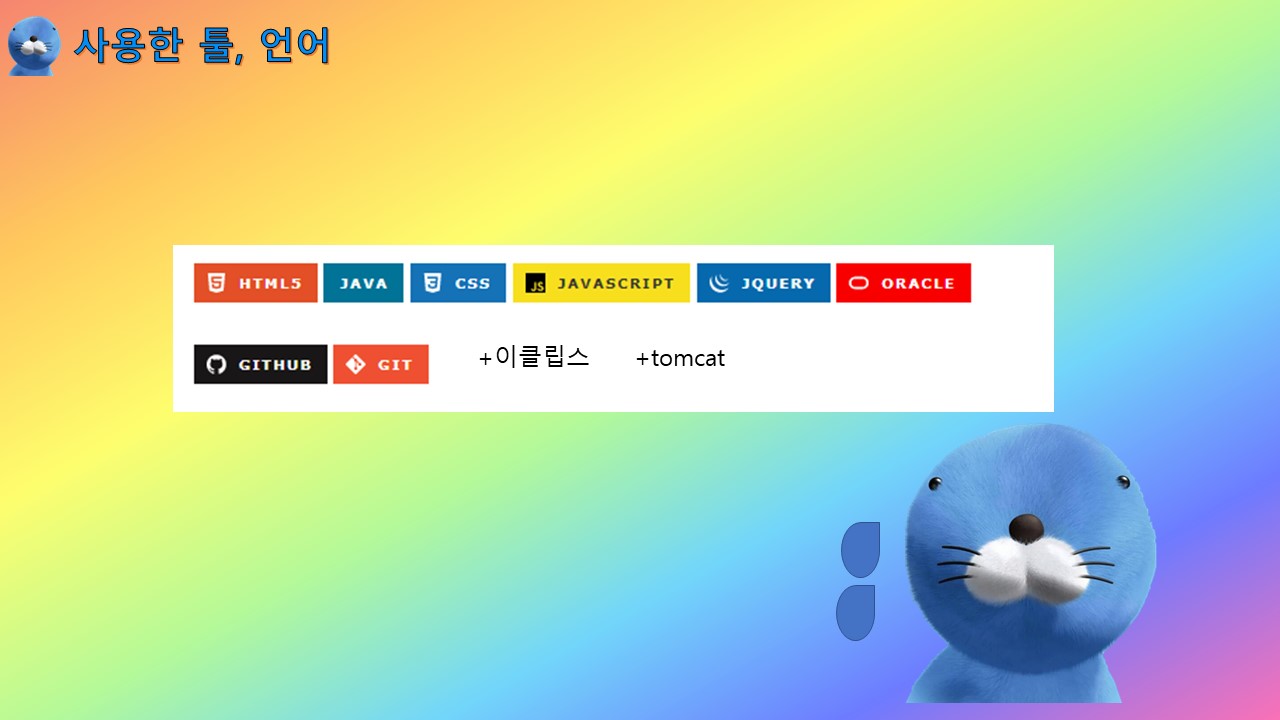 사용한 툴, 언어
HTML5 JAVA CSS JS JAVASCRIPT JQUERY ORACLE
GITHUB GIT +이클립스 +tomcat